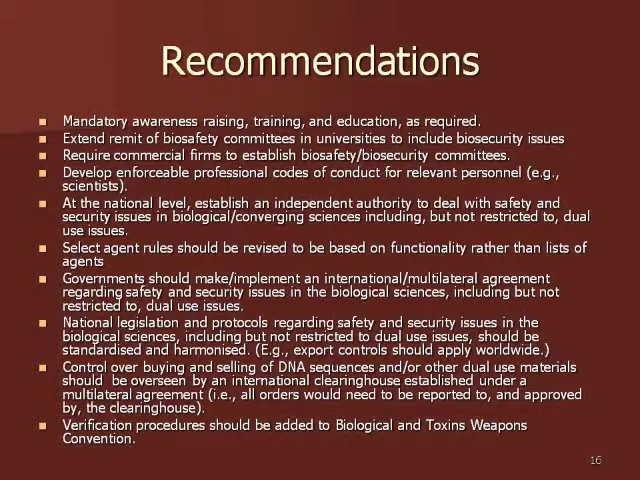 Recommendations
Mandatory awareness raising, training, and education, as required.
Extend remit of biosafety committees in universities to include biosecurity issues
Require commercial firms to establish biosafety/biosecurity committees.
Develop enforceable professional codes of conduct for relevant personnel (e.g.,
scientists).
At the national level, establish an independent authority to deal with safety and
security issues in biological/converging sciences including, but not restricted to, dual
use issues.
Select agent rules should be revised to be based on functionality rather than lists of
agents
Governments should make/implement an international/multilateral agreement
regarding safety and security issues in the biological sciences, including but not
restricted to, dual use issues.
National legislation and protocols regarding safety and security issues in the
biological sciences, including but not restricted to dual use issues, should be
standardised and harmonised. (E.g., export controls should apply worldwide.)
Control over buying and selling of DNA sequences and/or other dual use materials
should be overseen by an international clearinghouse established under a
multilateral agreement (i.e., all orders would need to be reported to, and approved
by, the clearinghouse).
Verification procedures should be added to Biological and Toxins Weapons
Convention.
16